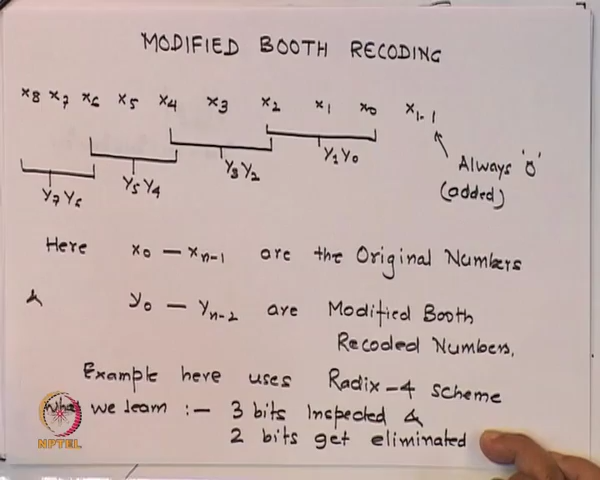 MODIFIED BOOTH RECODING
x8 x7 x6 x5 x4 x3 x2 x1 x0 x1-1
Always '0'
(added)
Y1 Y0
Y3 Y2
Y5 Y4
Y7 Y6
Here x0 — xn-1 are the Original Numbers
& y0 — Yn-2 are Modified Booth
Recoded Numbers.
Example here uses Radix-4 scheme
What we learn :- 3 bits Inspected &
2 bits get eliminated
NPTEL